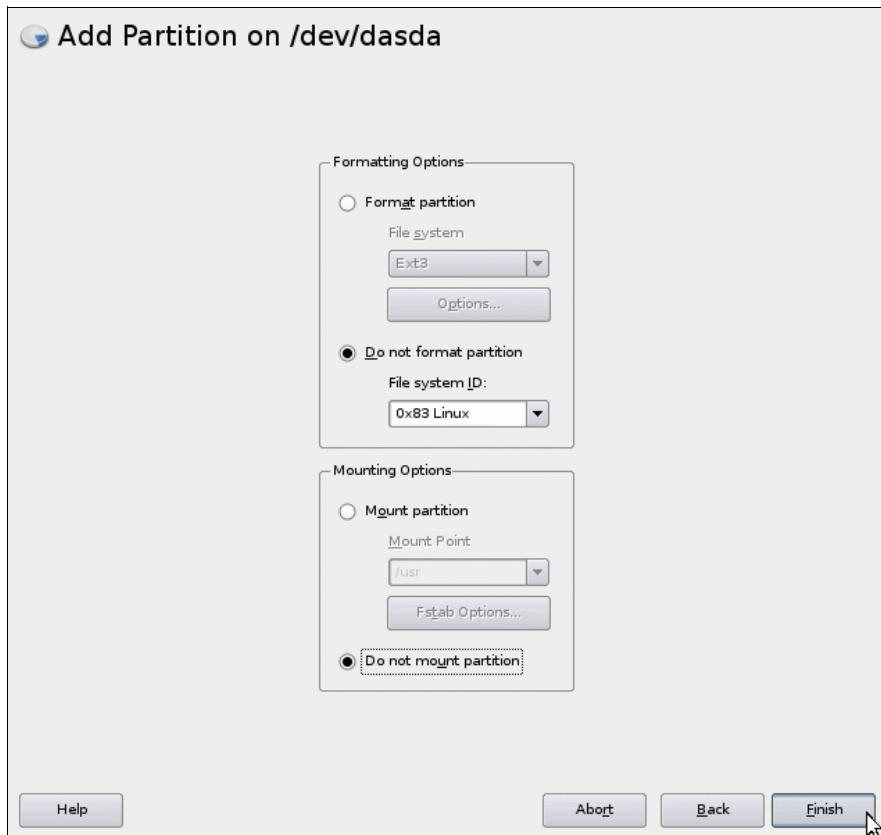 Add Partition on /dev/dasda
Formatting Options
Format partition
File system
Ext3
Options...
Do not format partition
File system ID:
0x83 Linux
Mounting Options
Mount partition
Mount Point
/usr
Fstab Options...
Do not mount partition
Help
Abort
Back
Finish